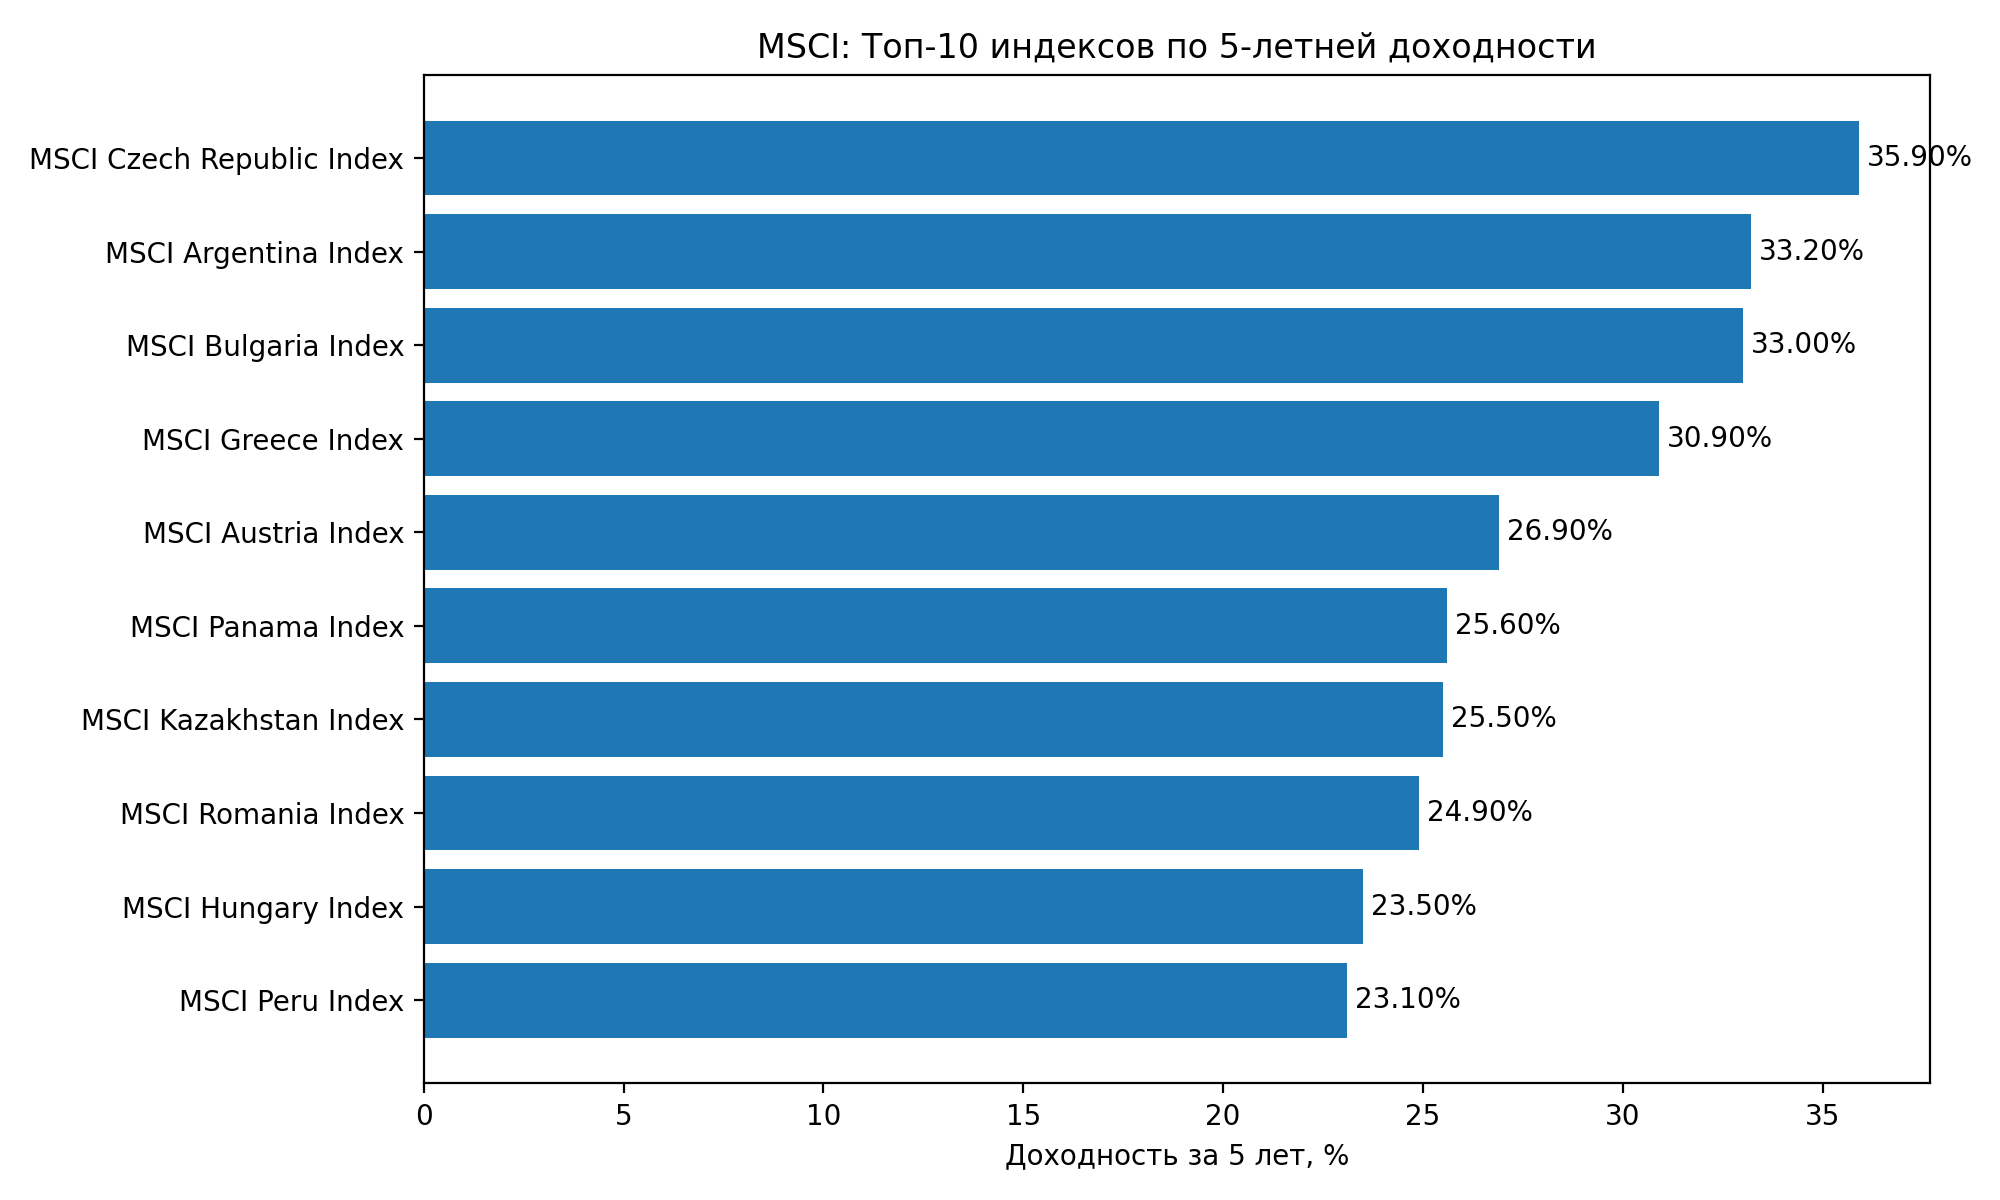 MSCI: Топ-10 индексов по 5-летней доходности
MSCI Czech Republic Index 35.90%
MSCI Argentina Index 33.20%
MSCI Bulgaria Index 33.00%
MSCI Greece Index 30.90%
MSCI Austria Index 26.90%
MSCI Panama Index 25.60%
MSCI Kazakhstan Index 25.50%
MSCI Romania Index 24.90%
MSCI Hungary Index 23.50%
MSCI Peru Index 23.10%
0 5 10 15 20 25 30 35
Доходность за 5 лет, %